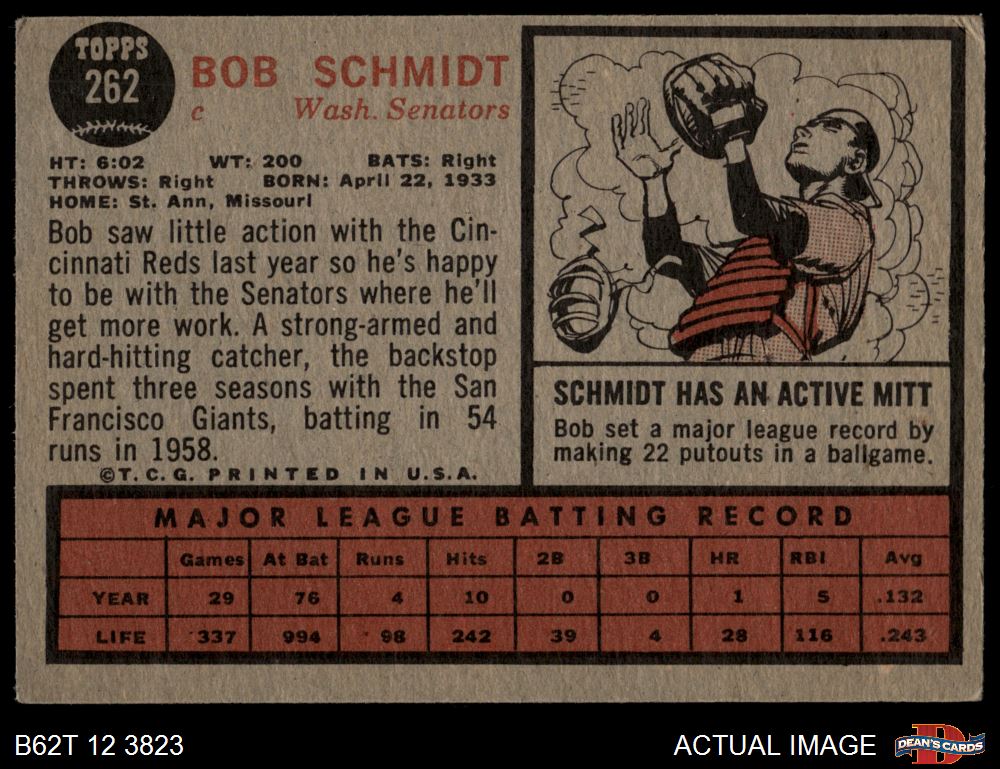 TOPPS
262
BOB SCHMIDT
c Wash. Senators
HT: 6:02 WT: 200 BATS: Right
THROWS: Right BORN: April 22, 1933
HOME: St. Ann, Missouri
Bob saw little action with the Cin-
cinnati Reds last year so he's happy
to be with the Senators where he'll
get more work. A strong-armed and
hard-hitting catcher, the backstop
spent three seasons with the San
Francisco Giants, batting in 54
runs in 1958.
©T.C.G. PRINTED IN U.S.A.
SCHMIDT HAS AN ACTIVE MITT
Bob set a major league record by
making 22 putouts in a ballgame.
MAJOR LEAGUE BATTING RECORD
Games At Bat Runs Hits 2B 3B HR RBI Avg
YEAR 29 76 4 10 0 0 1 5 .132
LIFE 337 994 98 242 39 4 28 116 .243
B62T 12 3823
ACTUAL IMAGE
D
DEAN'S CARDS